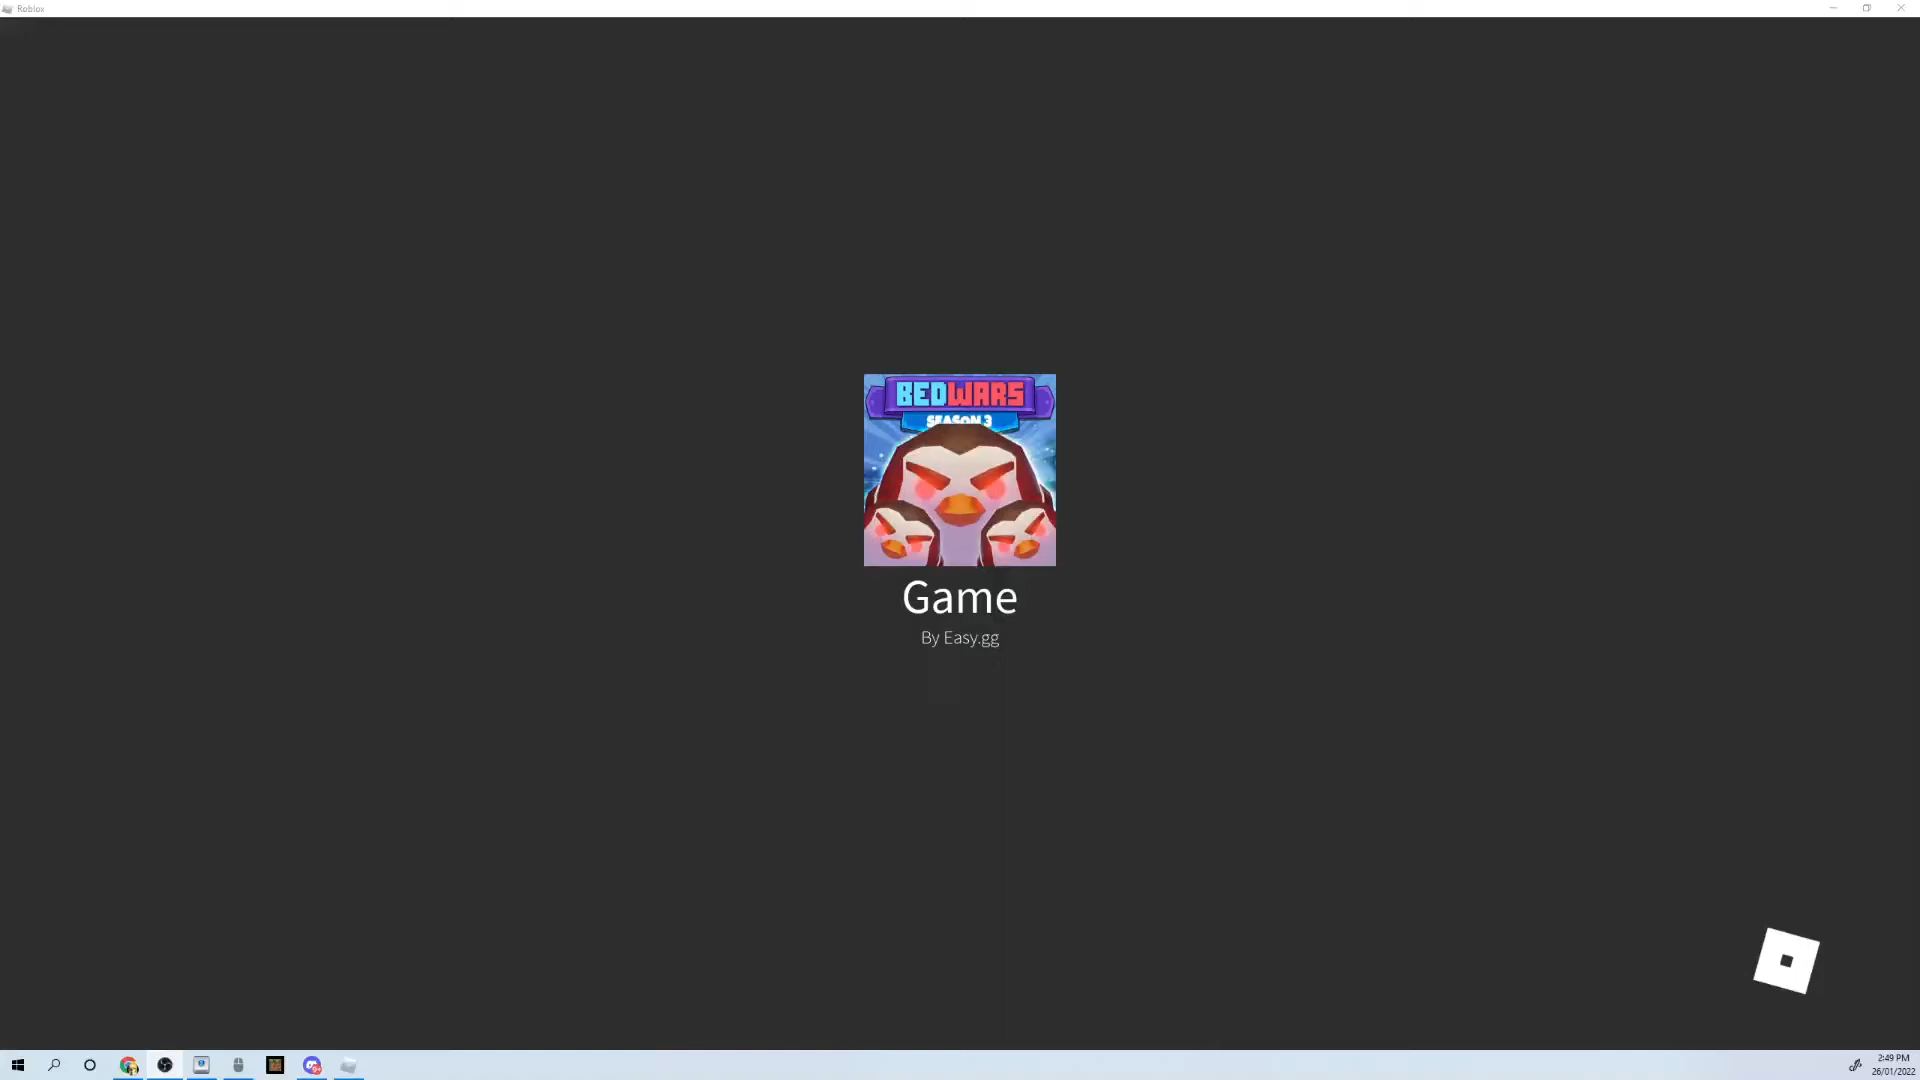 Roblox
BEDWARS
SEASON 3
Game
By Easy.gg
2:49 PM
26/01/2022